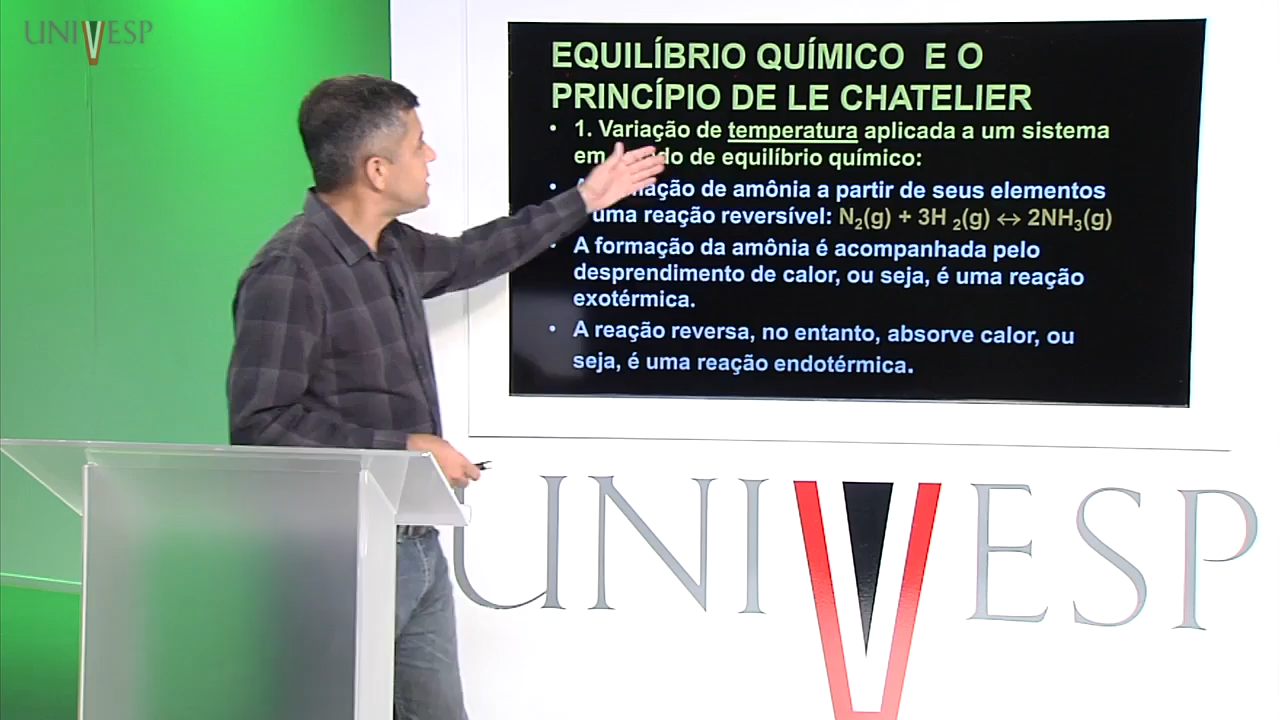 UNIVESP
EQUILÍBRIO QUÍMICO E O
PRINCÍPIO DE LE CHATELIER
• 1. Variação de temperatura aplicada a um sistema
em do de equilíbrio químico:
• mação de amônia a partir de seus elementos
uma reação reversível: N₂(g) + 3H ₂(g) ↔ 2NH₃(g)
• A formação da amônia é acompanhada pelo
desprendimento de calor, ou seja, é uma reação
exotérmica.
• A reação reversa, no entanto, absorve calor, ou
seja, é uma reação endotérmica.
UNIVESP